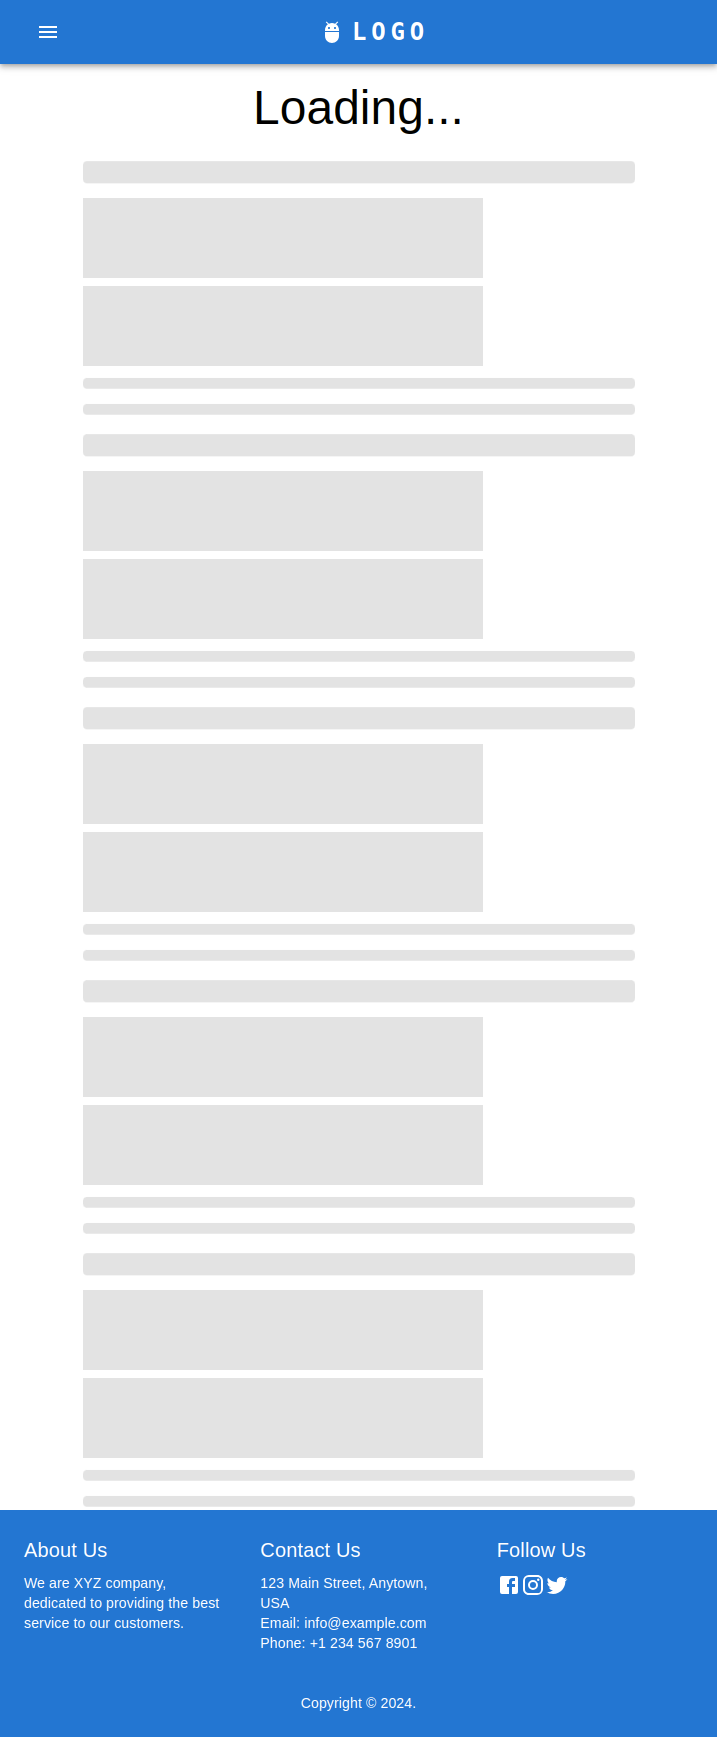 LOGO
Loading...
About Us
We are XYZ company,
dedicated to providing the best
service to our customers.
Contact Us
123 Main Street, Anytown,
USA
Email: info@example.com
Phone: +1 234 567 8901
Follow Us
Copyright © 2024.